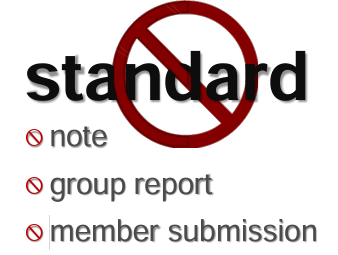 standard
note
group report
member submission